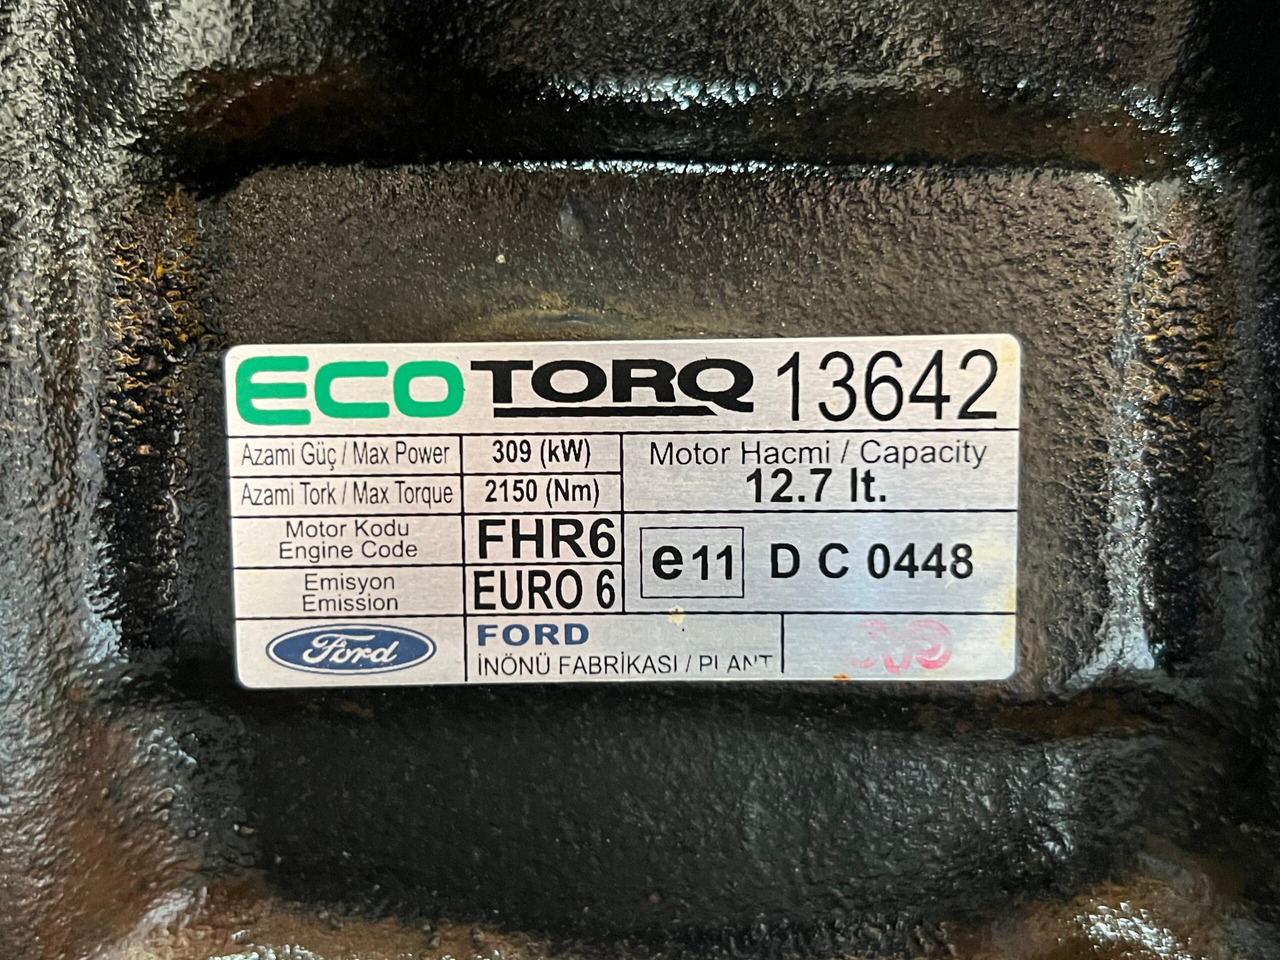 ECOTORQ 13642
Azami Güç / Max Power 309 (kW)
Motor Hacmi / Capacity
12.7 lt.
Azami Tork / Max Torque 2150 (Nm)
Motor Kodu
Engine Code
FHR6
Emisyon
Emission
EURO 6
e11 D C 0448
Ford
FORD
İNÖNÜ FABRİKASI / PLANT